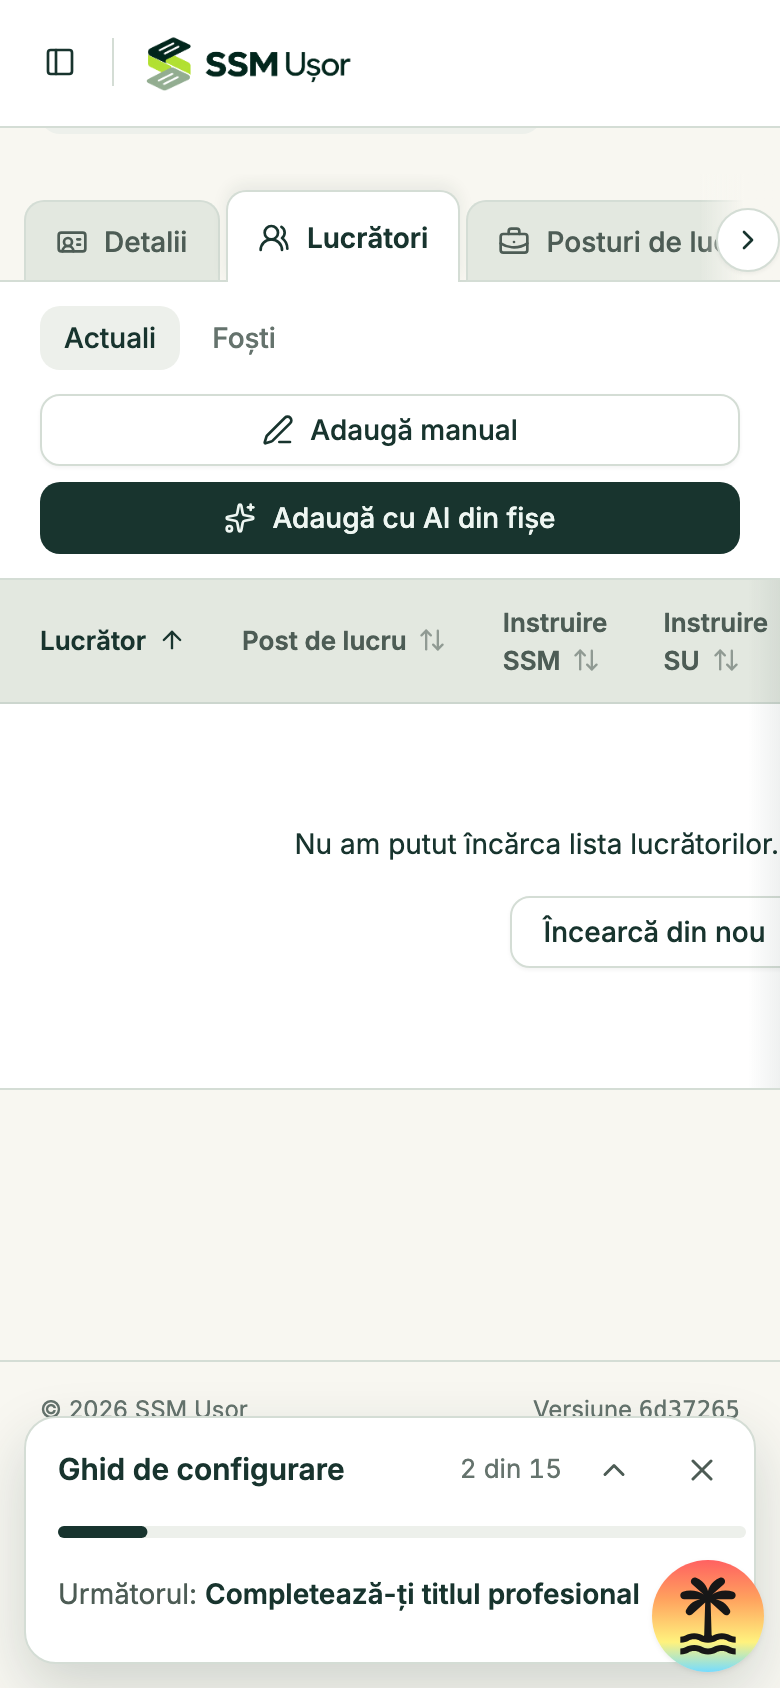 SSM Ușor
Detalii
Lucrători
Posturi de
Actuali
Foști
Adaugă manual
Adaugă cu AI din fișe
Lucrător
Post de lucru
Instruire
SSM
Instruire
SU
Nu am putut încărca lista lucrătorilor.
Încearcă din nou
© 2026 SSM Ușor
Versiune 6d37265
Ghid de configurare
2 din 15
Următorul: Completează-ți titlul profesional